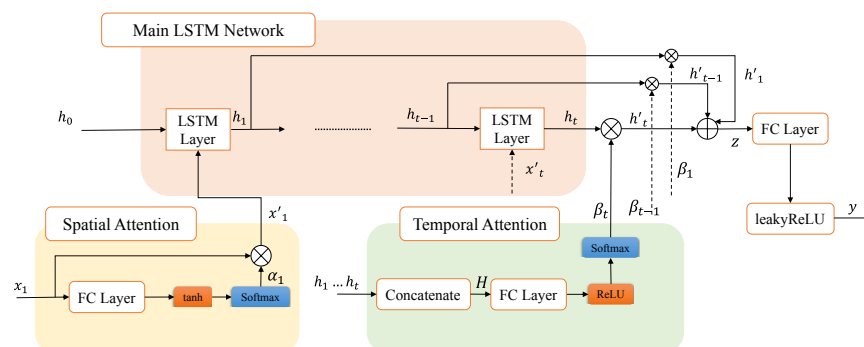 Main LSTM Network
h₀
LSTM
Layer
h₁
..................
hₜ₋₁
LSTM
Layer
hₜ
h'ₜ
h'ₜ₋₁
h'₁
z
FC Layer
leakyReLU
y
x'ₜ
βₜ
βₜ₋₁
β₁
Spatial Attention
x'₁
x₁
FC Layer
tanh
Softmax
α₁
Temporal Attention
h₁ ... hₜ
Concatenate
H
FC Layer
ReLU
Softmax